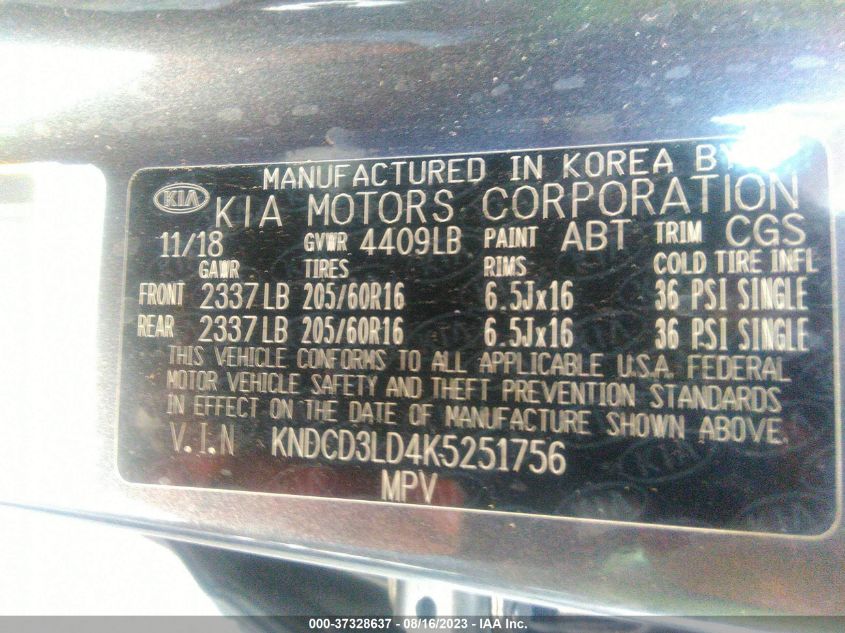 MANUFACTURED IN KOREA BY
KIA KIA MOTORS CORPORATION
11/18 GVWR 4409LB PAINT ABT TRIM CGS
GAWR TIRES RIMS COLD TIRE INFL
FRONT 2337LB 205/60R16 6.5Jx16 36 PSI SINGLE
REAR 2337LB 205/60R16 6.5Jx16 36 PSI SINGLE
THIS VEHICLE CONFORMS TO ALL APPLICABLE U.S.A. FEDERAL
MOTOR VEHICLE SAFETY AND THEFT PREVENTION STANDARDS
IN EFFECT ON THE DATE OF MANUFACTURE SHOWN ABOVE.
V.I.N KNDCD3LD4K5251756
MPV
000-37328637 - 08/16/2023 - IAA Inc.